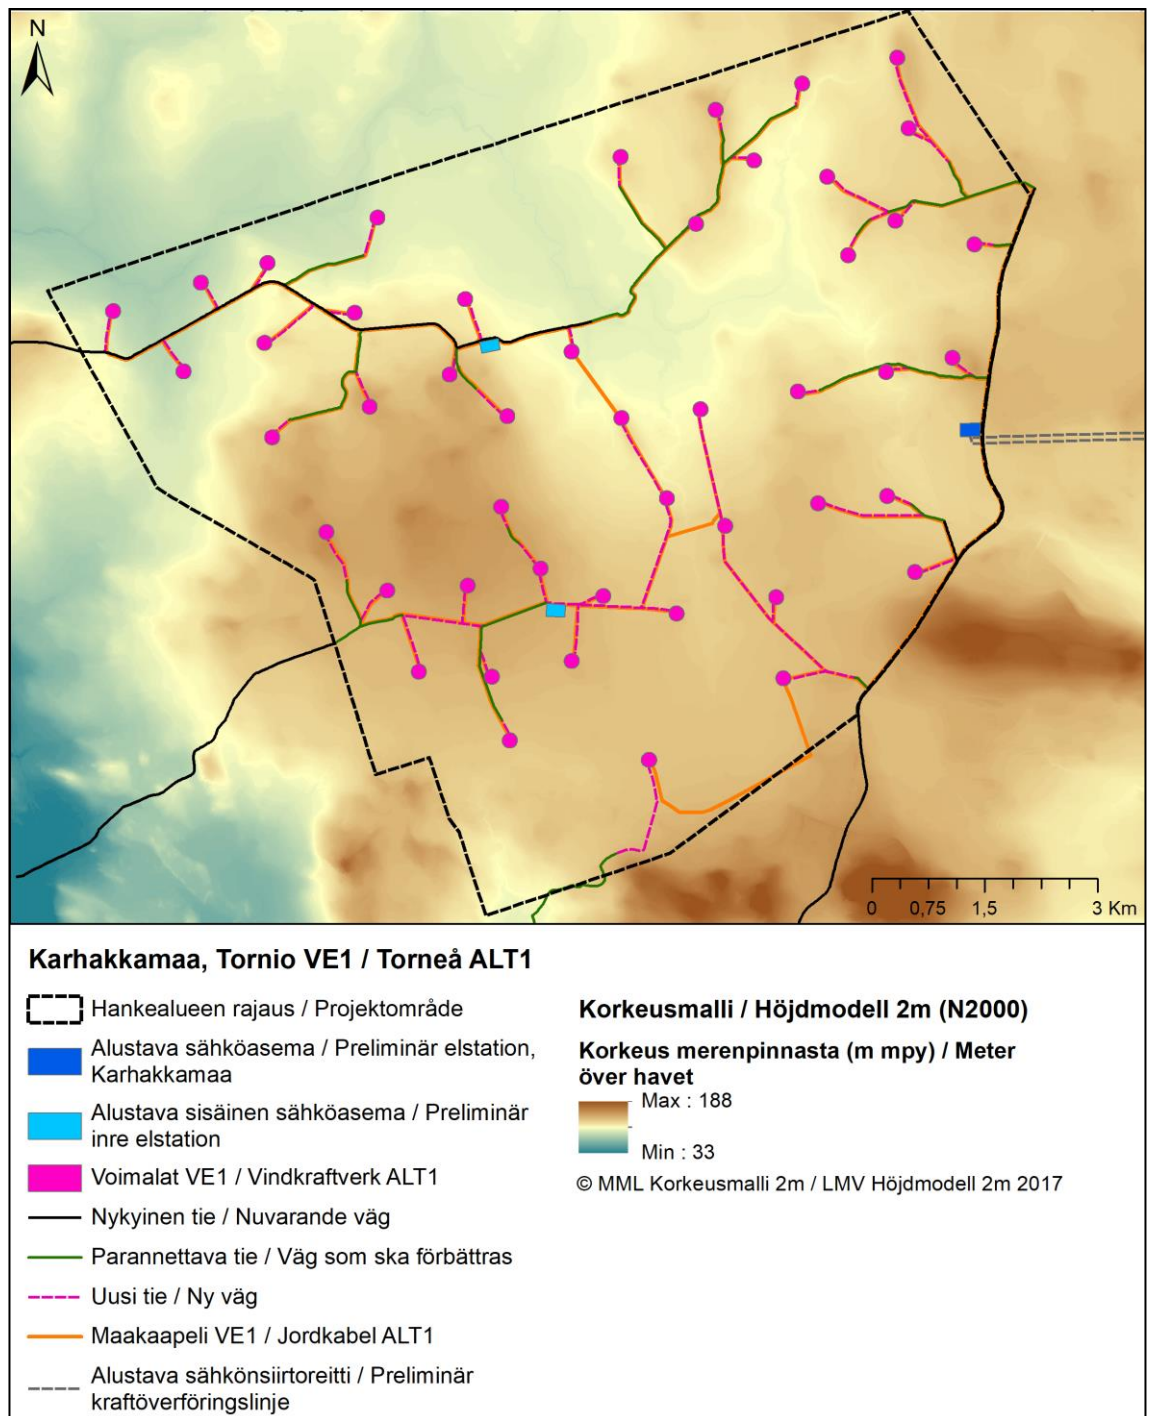 N
0 0,75 1,5 3 Km
Karhakkamaa, Tornio VE1 / Torneå ALT1
Hankealueen rajaus / Projektområde
Alustava sähköasema / Preliminär elstation,
Karhakkamaa
Alustava sisäinen sähköasema / Preliminär
inre elstation
Voimalat VE1 / Vindkraftverk ALT1
Nykyinen tie / Nuvarande väg
Parannettava tie / Väg som ska förbättras
Uusi tie / Ny väg
Maakaapeli VE1 / Jordkabel ALT1
Alustava sähkönsiirtoreitti / Preliminär
kraftöverföringslinje
Korkeusmalli / Höjdmodell 2m (N2000)
Korkeus merenpinnasta (m mpy) / Meter
över havet
Max : 188
Min : 33
© MML Korkeusmalli 2m / LMV Höjdmodell 2m 2017